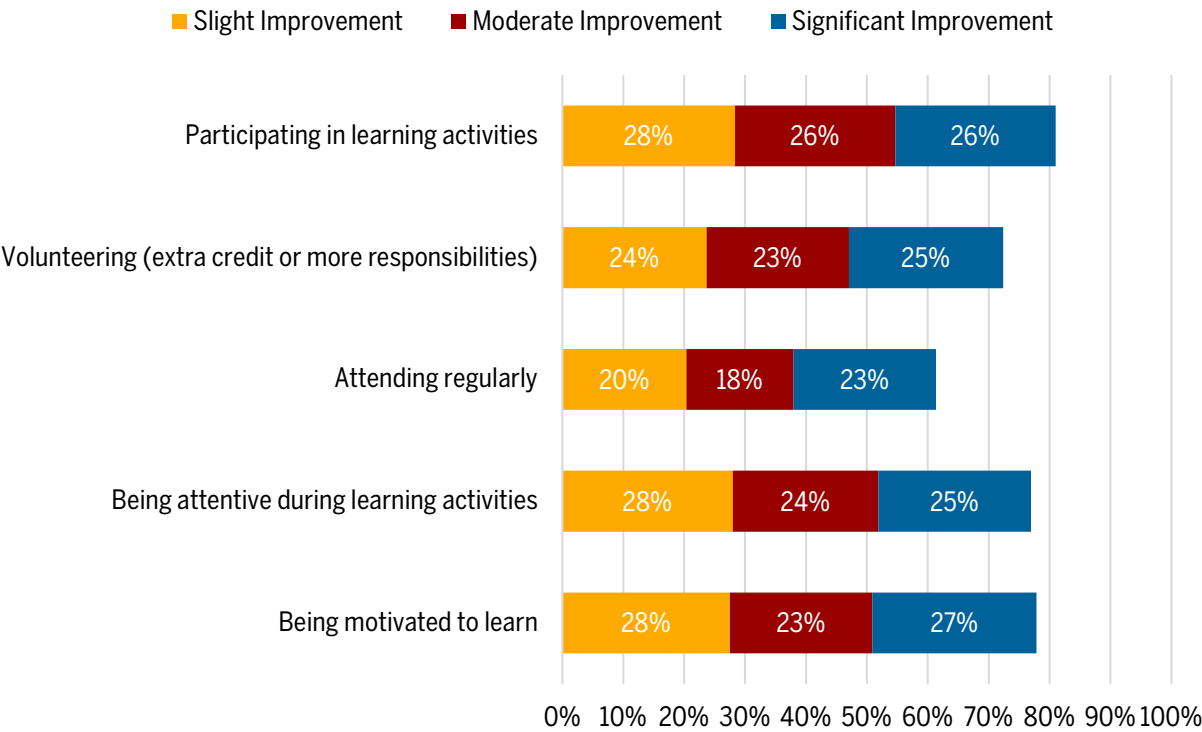 Slight Improvement Moderate Improvement Significant Improvement
Participating in learning activities 28% 26% 26%
Volunteering (extra credit or more responsibilities) 24% 23% 25%
Attending regularly 20% 18% 23%
Being attentive during learning activities 28% 24% 25%
Being motivated to learn 28% 23% 27%
0% 10% 20% 30% 40% 50% 60% 70% 80% 90% 100%